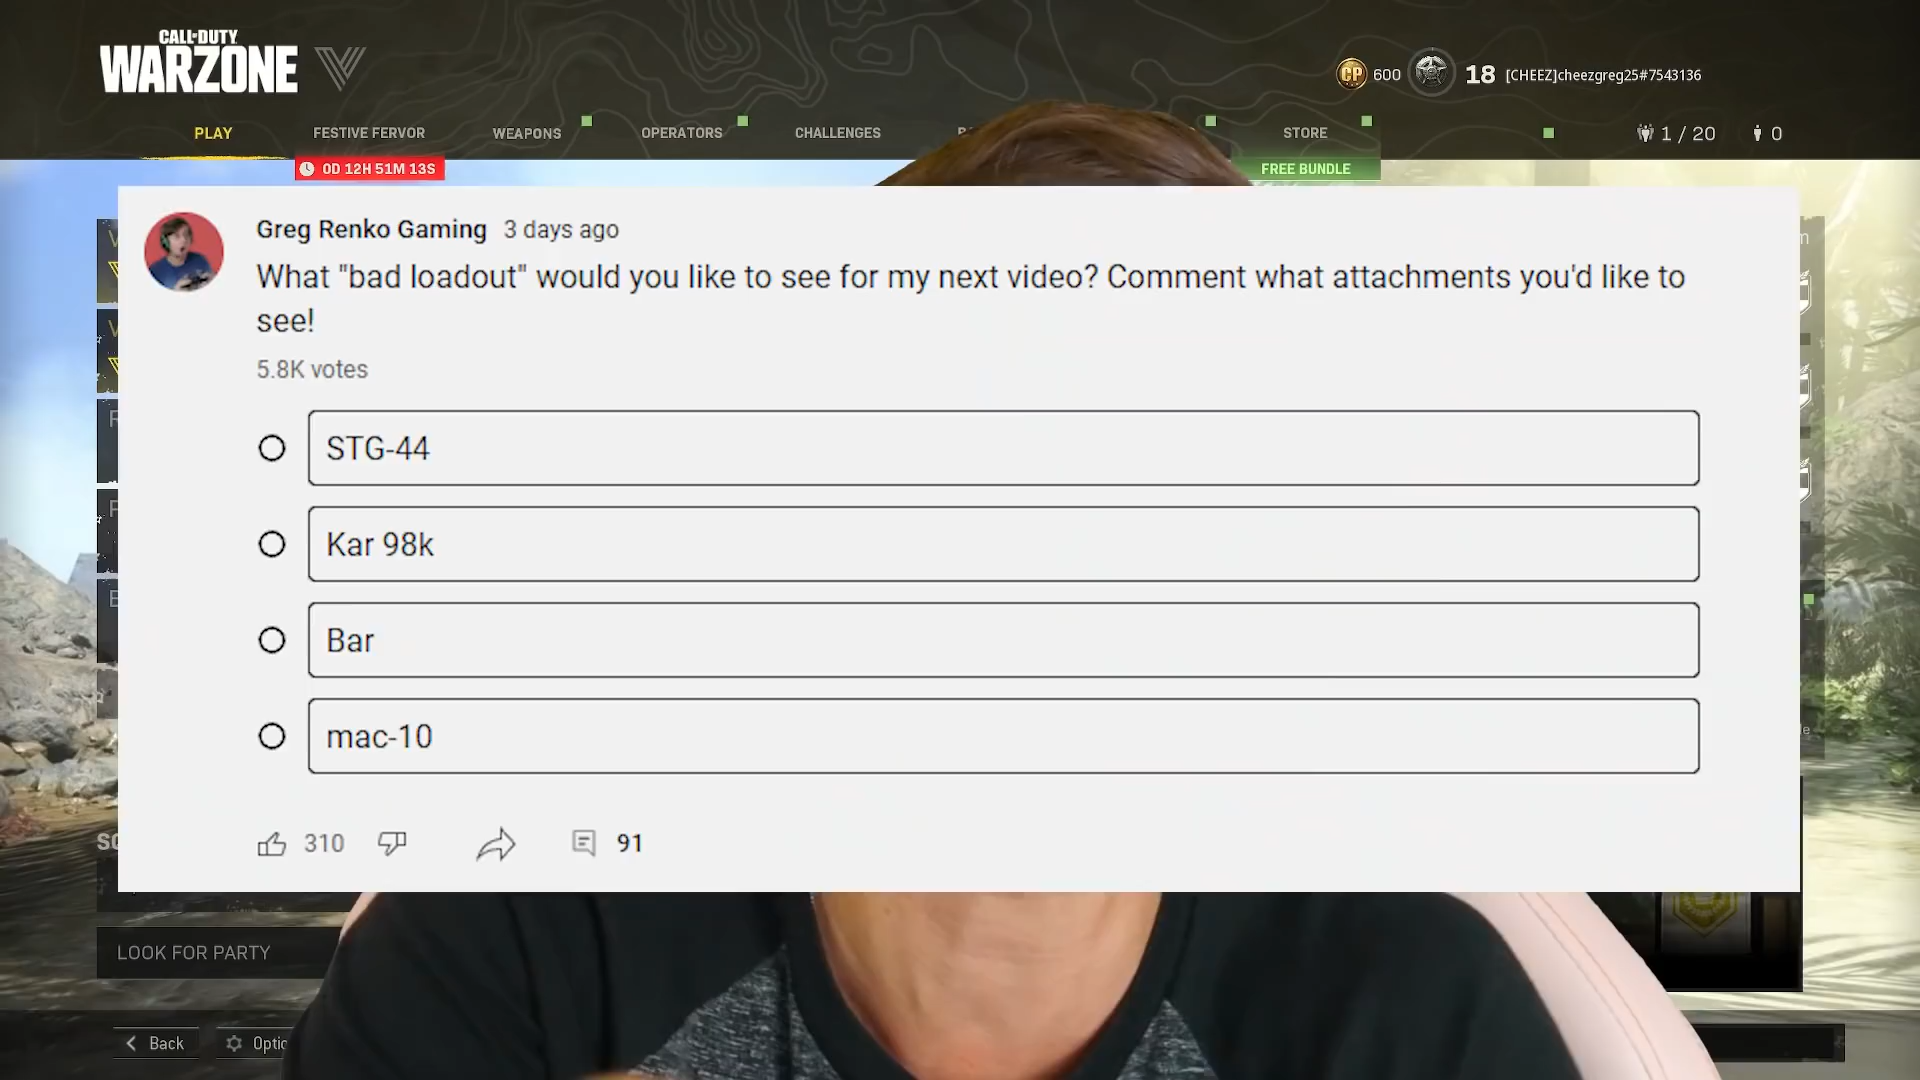 CALL·DUTY
WARZONE
CP 600
18 [CHEEZ]cheezgreg25#7543136
PLAY FESTIVE FERVOR WEAPONS OPERATORS CHALLENGES STORE
1 / 20 0
0D 12H 51M 13S
FREE BUNDLE
Greg Renko Gaming 3 days ago
What "bad loadout" would you like to see for my next video? Comment what attachments you'd like to
see!
5.8K votes
STG-44
Kar 98k
Bar
mac-10
310 91
LOOK FOR PARTY
Back Optio